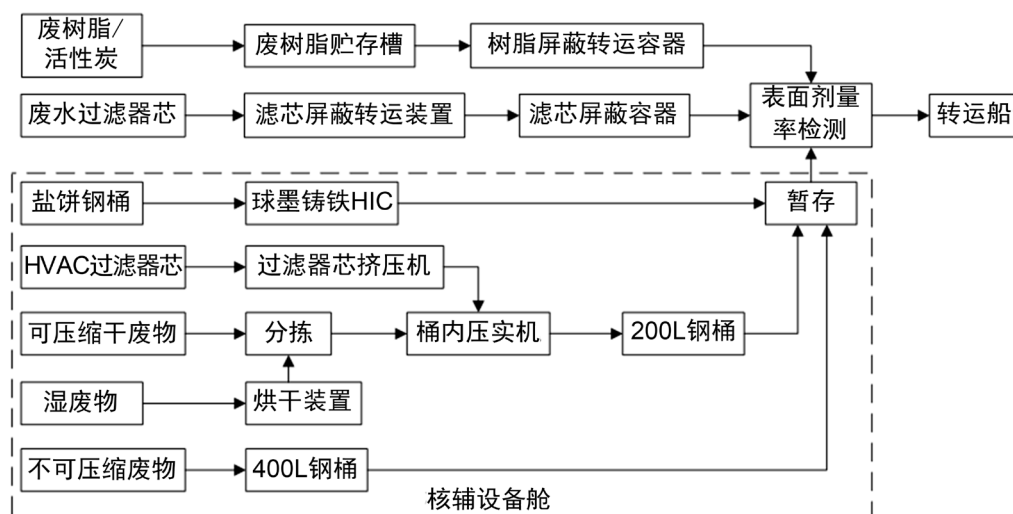 废树脂/
活性炭
废树脂贮存槽
树脂屏蔽转运容器
废水过滤器芯
滤芯屏蔽转运装置
滤芯屏蔽容器
表面剂量
率检测
转运船
盐饼钢桶
球墨铸铁HIC
暂存
HVAC过滤器芯
过滤器芯挤压机
可压缩干废物
分拣
桶内压实机
200L钢桶
湿废物
烘干装置
不可压缩废物
400L钢桶
核辅设备舱